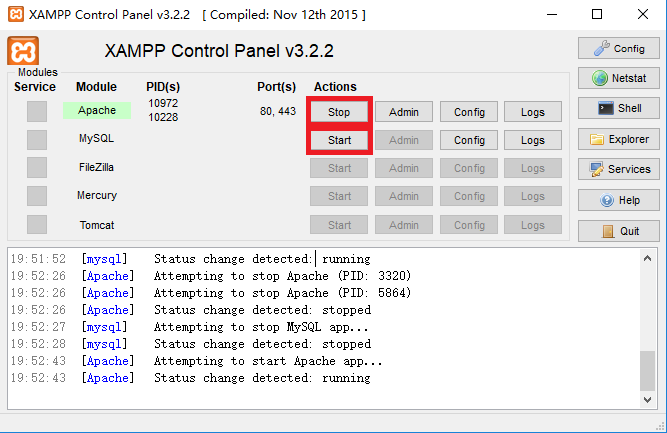 XAMPP Control Panel v3.2.2 [ Compiled: Nov 12th 2015 ]
XAMPP Control Panel v3.2.2
Config
Modules
Service Module PID(s) Port(s) Actions
Netstat
Apache 10972 10228 80, 443 Stop Admin Config Logs
Shell
MySQL Start Admin Config Logs
Explorer
FileZilla Start Admin Config Logs
Services
Mercury Start Admin Config Logs
Help
Tomcat Start Admin Config Logs
Quit
19:51:52 [mysql] Status change detected: running
19:52:26 [Apache] Attempting to stop Apache (PID: 3320)
19:52:26 [Apache] Attempting to stop Apache (PID: 5864)
19:52:26 [Apache] Status change detected: stopped
19:52:27 [mysql] Attempting to stop MySQL app...
19:52:28 [mysql] Status change detected: stopped
19:52:43 [Apache] Attempting to start Apache app...
19:52:43 [Apache] Status change detected: running